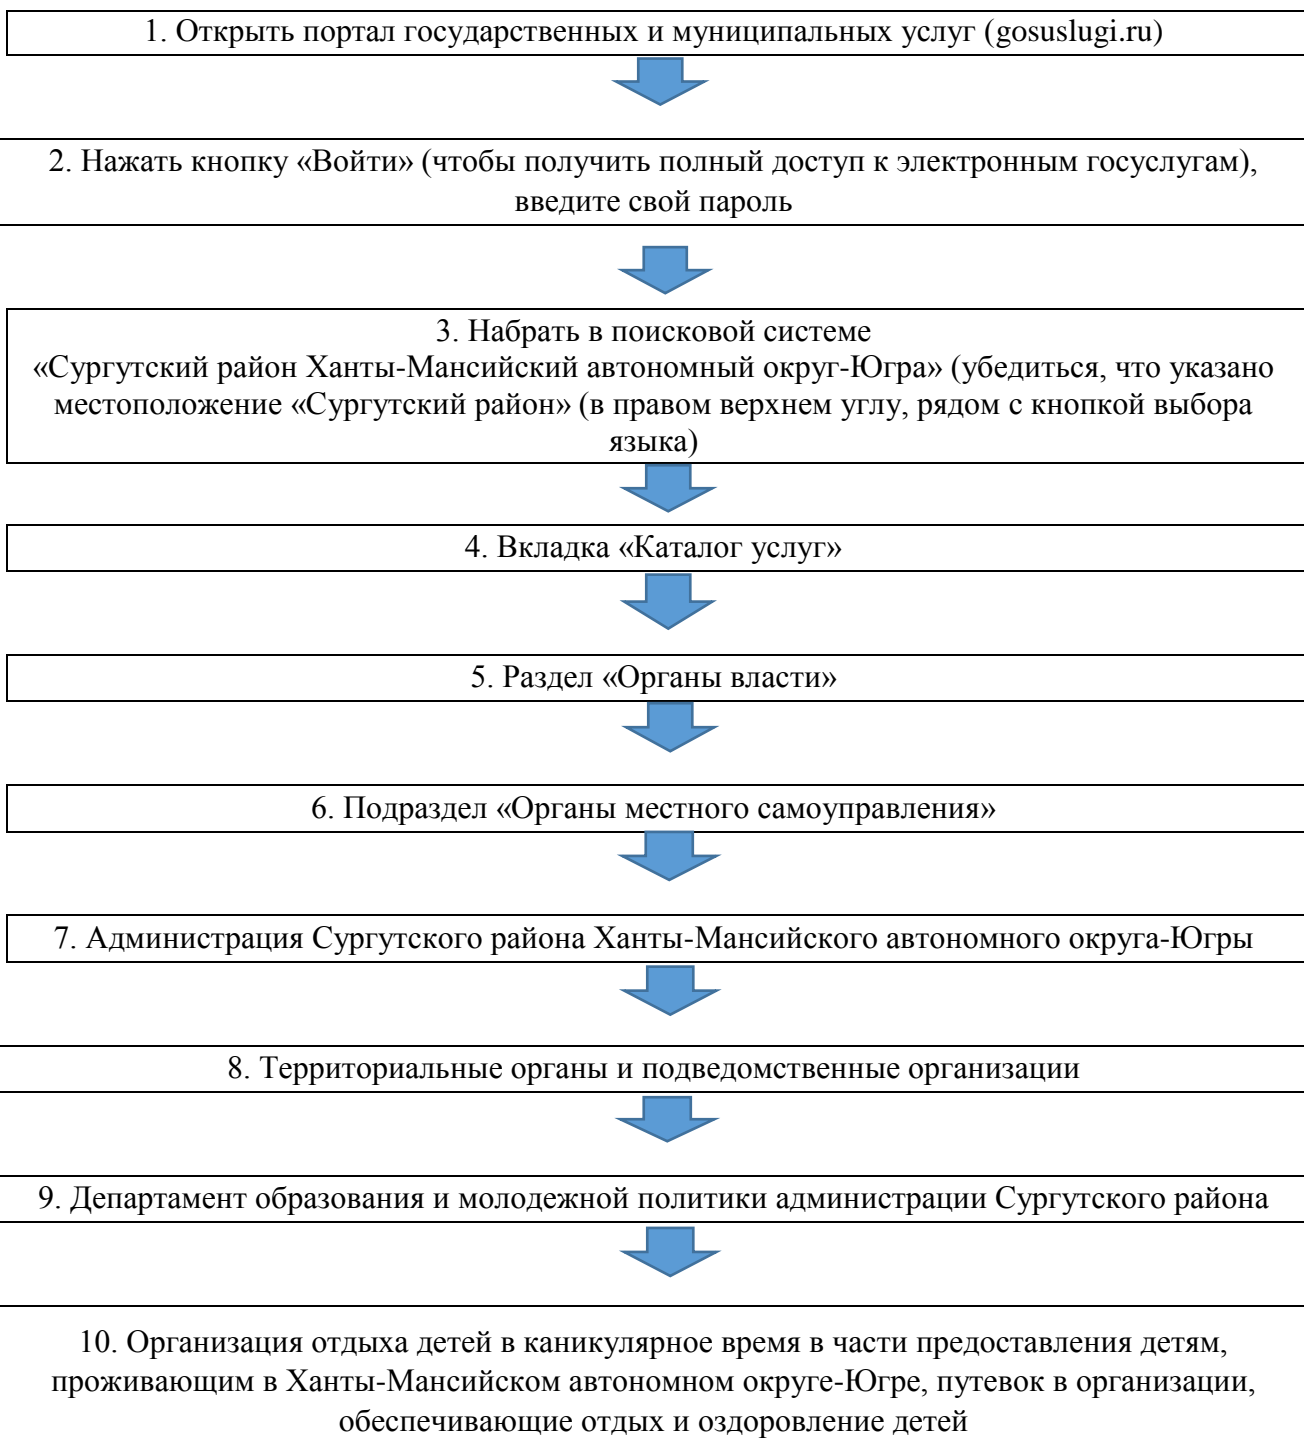 1. Открыть портал государственных и муниципальных услуг (gosuslugi.ru)
2. Нажать кнопку «Войти» (чтобы получить полный доступ к электронным госуслугам),
введите свой пароль
3. Набрать в поисковой системе
«Сургутский район Ханты-Мансийский автономный округ-Югра» (убедиться, что указано
местоположение «Сургутский район» (в правом верхнем углу, рядом с кнопкой выбора
языка)
4. Вкладка «Каталог услуг»
5. Раздел «Органы власти»
6. Подраздел «Органы местного самоуправления»
7. Администрация Сургутского района Ханты-Мансийского автономного округа-Югры
8. Территориальные органы и подведомственные организации
9. Департамент образования и молодежной политики администрации Сургутского района
10. Организация отдыха детей в каникулярное время в части предоставления детям,
проживающим в Ханты-Мансийском автономном округе-Югре, путевок в организации,
обеспечивающие отдых и оздоровление детей